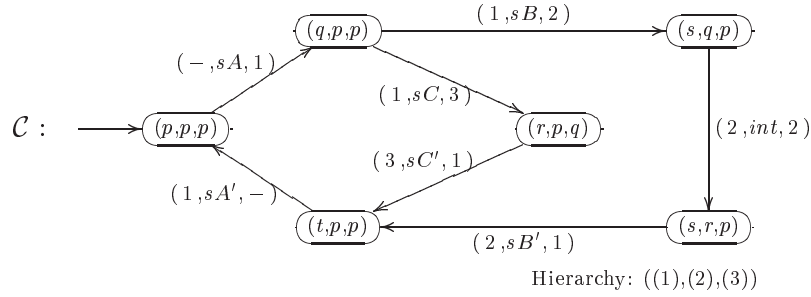 ( 1 ,sB, 2 )
(q,p,p)
(s,q,p)
( − ,sA, 1 )
( 1 ,sC, 3 )
C :
(p,p,p)
(r,p,q)
( 2 ,int, 2 )
( 3 ,sC′, 1 )
( 1 ,sA′, − )
(t,p,p)
(s,r,p)
( 2 ,sB′, 1 )
Hierarchy: ((1),(2),(3))